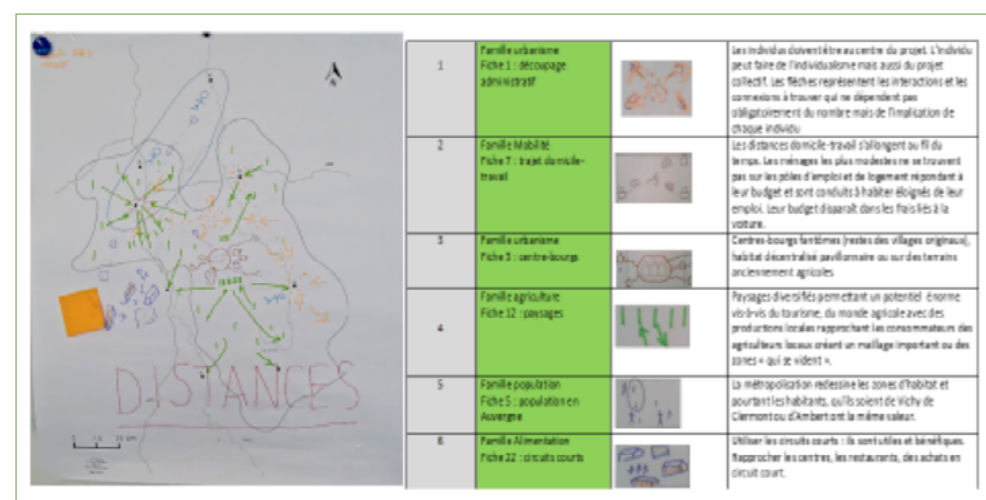 DISTANCES
1
Famille urbanisme
Fiche 1 : découpage
administratif
Les individus doivent être au centre du projet. L'individu
peut faire de l'individualisme mais aussi du projet
collectif. Les flèches représentent les interactions et les
connexions à trouver qui ne dépendent pas
obligatoirement du nombre mais de l'implication de
chaque individu
2
Famille Mobilité
Fiche 7 : trajet domicile-
travail
Les distances domicile-travail s'allongent au fil du
temps. Les ménages les plus modestes ne se trouvent
pas sur les pôles d'emploi et de logement répondant à
leur budget et sont conduits à habiter éloignés de leur
emploi. Leur budget disparaît dans les frais liés à la
voiture.
3
Famille urbanisme
Fiche 3 : centre-bourgs
Centres-bourgs fantômes (restes des villages originaux),
habitat décentralisé pavillonnaire ou sur des terrains
anciennement agricoles
4
Famille agriculture
Fiche 12 : paysages
Paysages diversifiés permettant un potentiel énorme
vis-à-vis du tourisme, du monde agricole avec des
productions locales rapprochant les consommateurs des
agriculteurs locaux créant un maillage important ou des
zones « qui se vident ».
5
Famille population
Fiche 5 : population en
Auvergne
La métropolisation redessine les zones d'habitat et
pourtant les habitants, qu'ils soient de Vichy de
Clermont ou d'Ambert ont la même valeur.
6
Famille Alimentation
Fiche 22 : circuits courts
Utiliser les circuits courts : ils sont utiles et bénéfiques.
Rapprocher les centres, les restaurants, des achats en
circuit court.